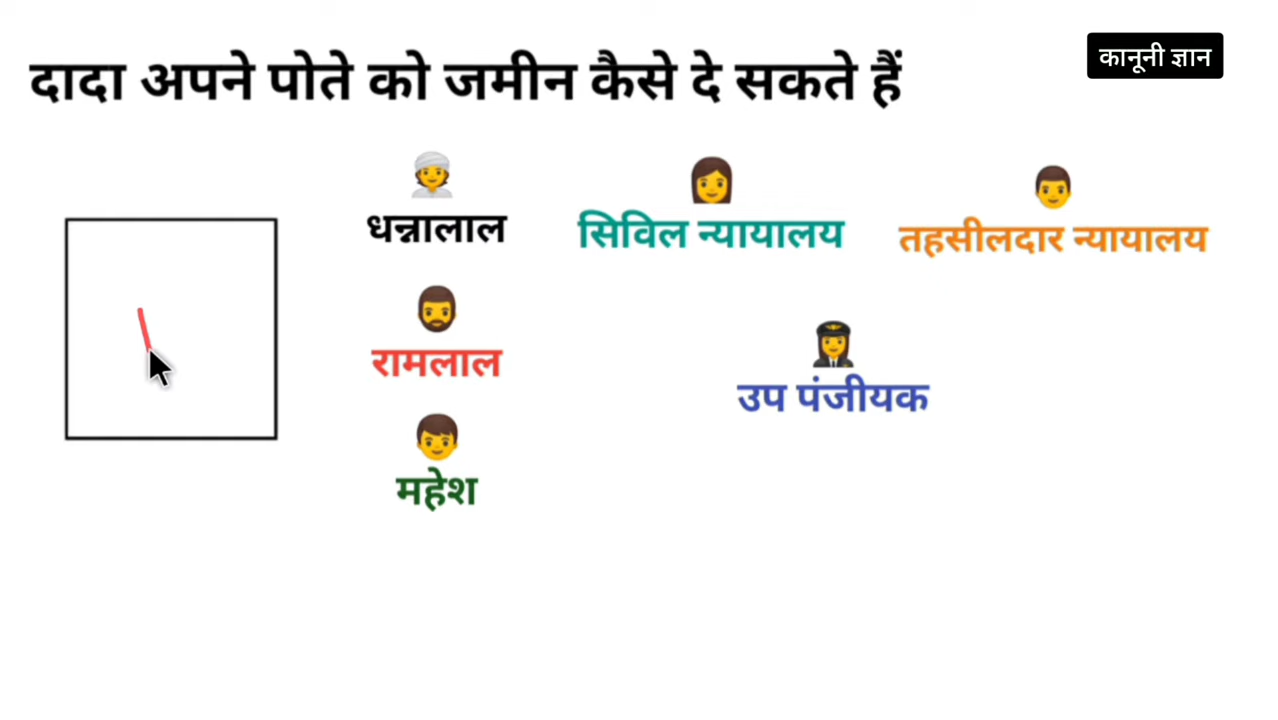 दादा अपने पोते को जमीन कैसे दे सकते हैं
कानूनी ज्ञान
धन्नालाल
सिविल न्यायालय
तहसीलदार न्यायालय
रामलाल
उप पंजीयक
महेश